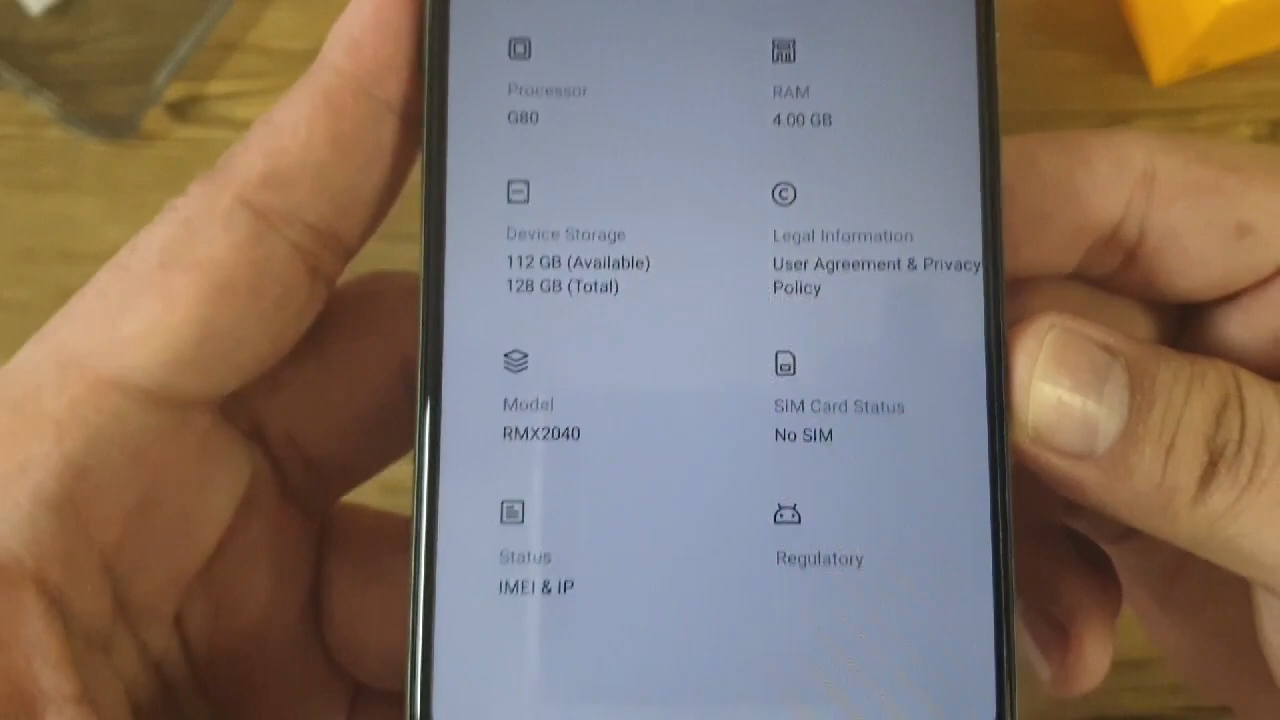 Processor
G80
RAM
4.00 GB
Device Storage
112 GB (Available)
128 GB (Total)
Legal Information
User Agreement & Privacy
Policy
Model
RMX2040
SIM Card Status
No SIM
Status
IMEI & IP
Regulatory